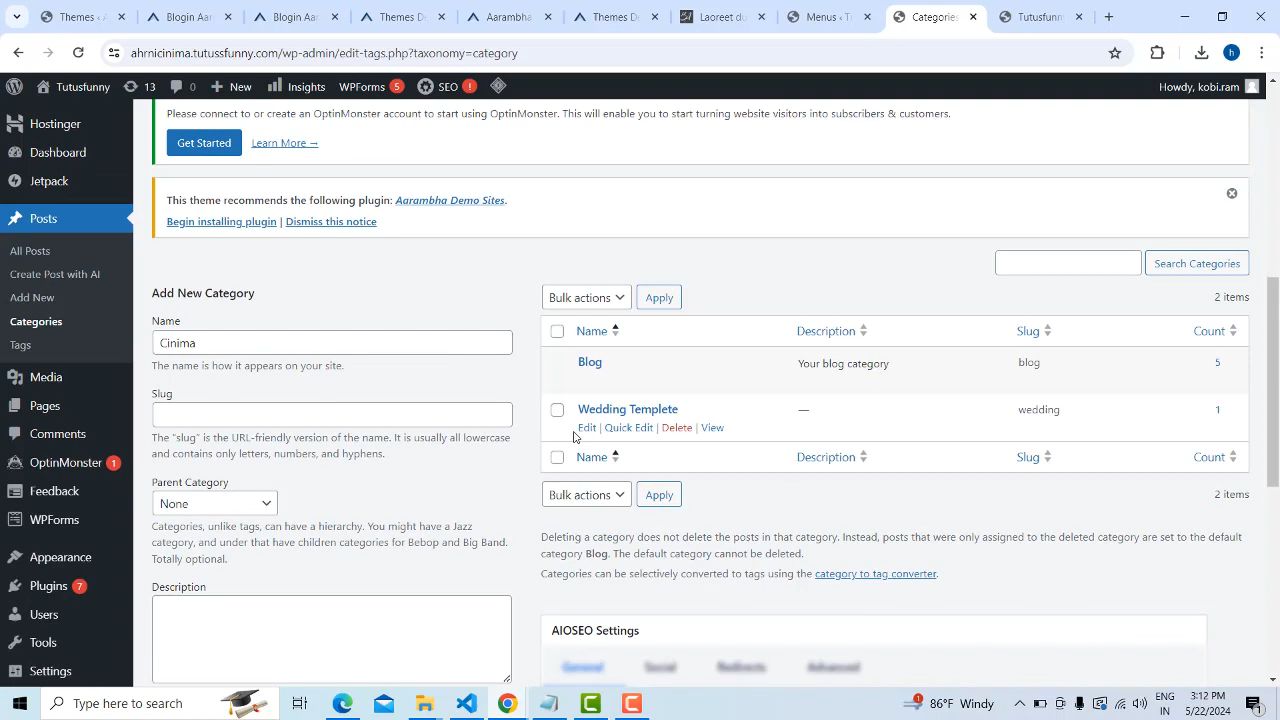 Menus ‹ T
Themes D
Blog ‹ Aar
Blogin Aar
Themes De
Aarambha
Themes De
Laoreet du
Menus ‹ T
Categories
Tutusfunny
ahrnicinima.tutussfunny.com/wp-admin/edit-tags.php?taxonomy=category
h
Tutussfunny 13 0 New Insights WPForms 5 SEO ! Howdy, kobi.ram
Hostinger
Dashboard
Jetpack
Posts
All Posts
Create Post with AI
Add New
Categories
Tags
Media
Pages
Comments
OptinMonster 1
Feedback
WPForms
Appearance
Plugins 7
Users
Tools
Settings
Please connect to or create an OptinMonster account to start using OptinMonster. This will enable you to start turning website visitors into subscribers & customers.
Get Started Learn More →
This theme recommends the following plugin: Aarambha Demo Sites.
Begin installing plugin | Dismiss this notice
Search Categories
Add New Category
Name
Cinima
The name is how it appears on your site.
Slug
The "slug" is the URL-friendly version of the name. It is usually all lowercase
and contains only letters, numbers, and hyphens.
Parent Category
None
Categories, unlike tags, can have a hierarchy. You might have a Jazz
category, and under that have children categories for Bebop and Big Band.
Totally optional.
Description
Bulk actions Apply 2 items
Name Description Slug Count
Blog Your blog category blog 5
Wedding Templete — wedding 1
Edit | Quick Edit | Delete | View
Name Description Slug Count
Bulk actions Apply 2 items
Deleting a category does not delete the posts in that category. Instead, posts that were only assigned to the deleted category are set to the default
category Blog. The default category cannot be deleted.
Categories can be selectively converted to tags using the category to tag converter.
AIOSEO Settings
General Social Redirects Advanced
Type here to search
1 86°F Windy ENG
IN 3:12 PM
5/22/2024 1